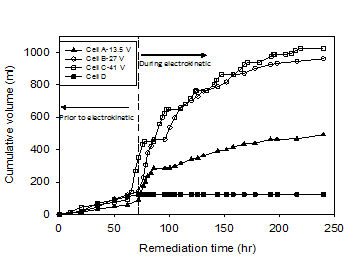 Cell A-13.5 V
Cell B-27 V
Cell C-41 V
Cell D
During electrokinetic
Prior to electrokinetic
Cumulative volume (ml)
1000
800
600
400
200
0
0
50
100
150
200
250
Remediation time (hr)